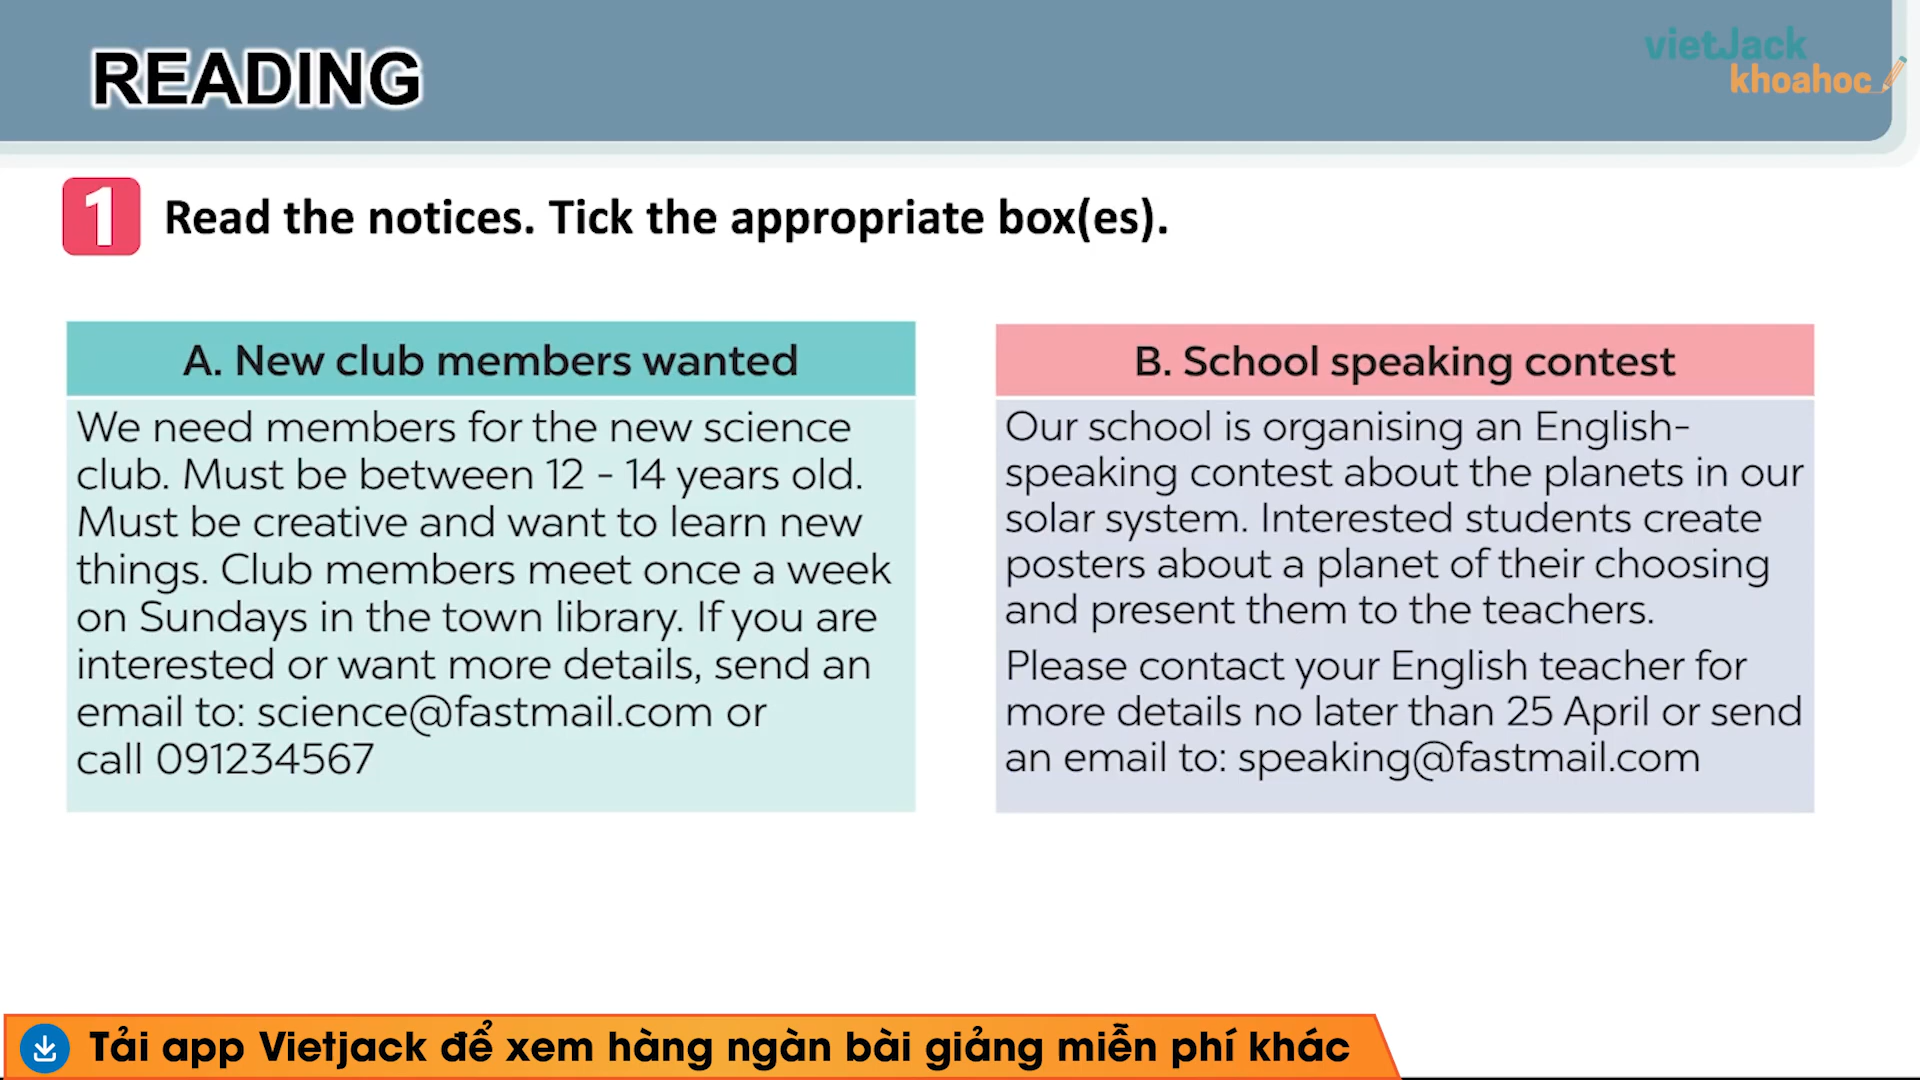 READING
vietJack
khoahoc
1 Read the notices. Tick the appropriate box(es).
A. New club members wanted
We need members for the new science
club. Must be between 12 - 14 years old.
Must be creative and want to learn new
things. Club members meet once a week
on Sundays in the town library. If you are
interested or want more details, send an
email to: science@fastmail.com or
call 091234567
B. School speaking contest
Our school is organising an English-
speaking contest about the planets in our
solar system. Interested students create
posters about a planet of their choosing
and present them to the teachers.
Please contact your English teacher for
more details no later than 25 April or send
an email to: speaking@fastmail.com
Tải app Vietjack để xem hàng ngàn bài giảng miễn phí khác